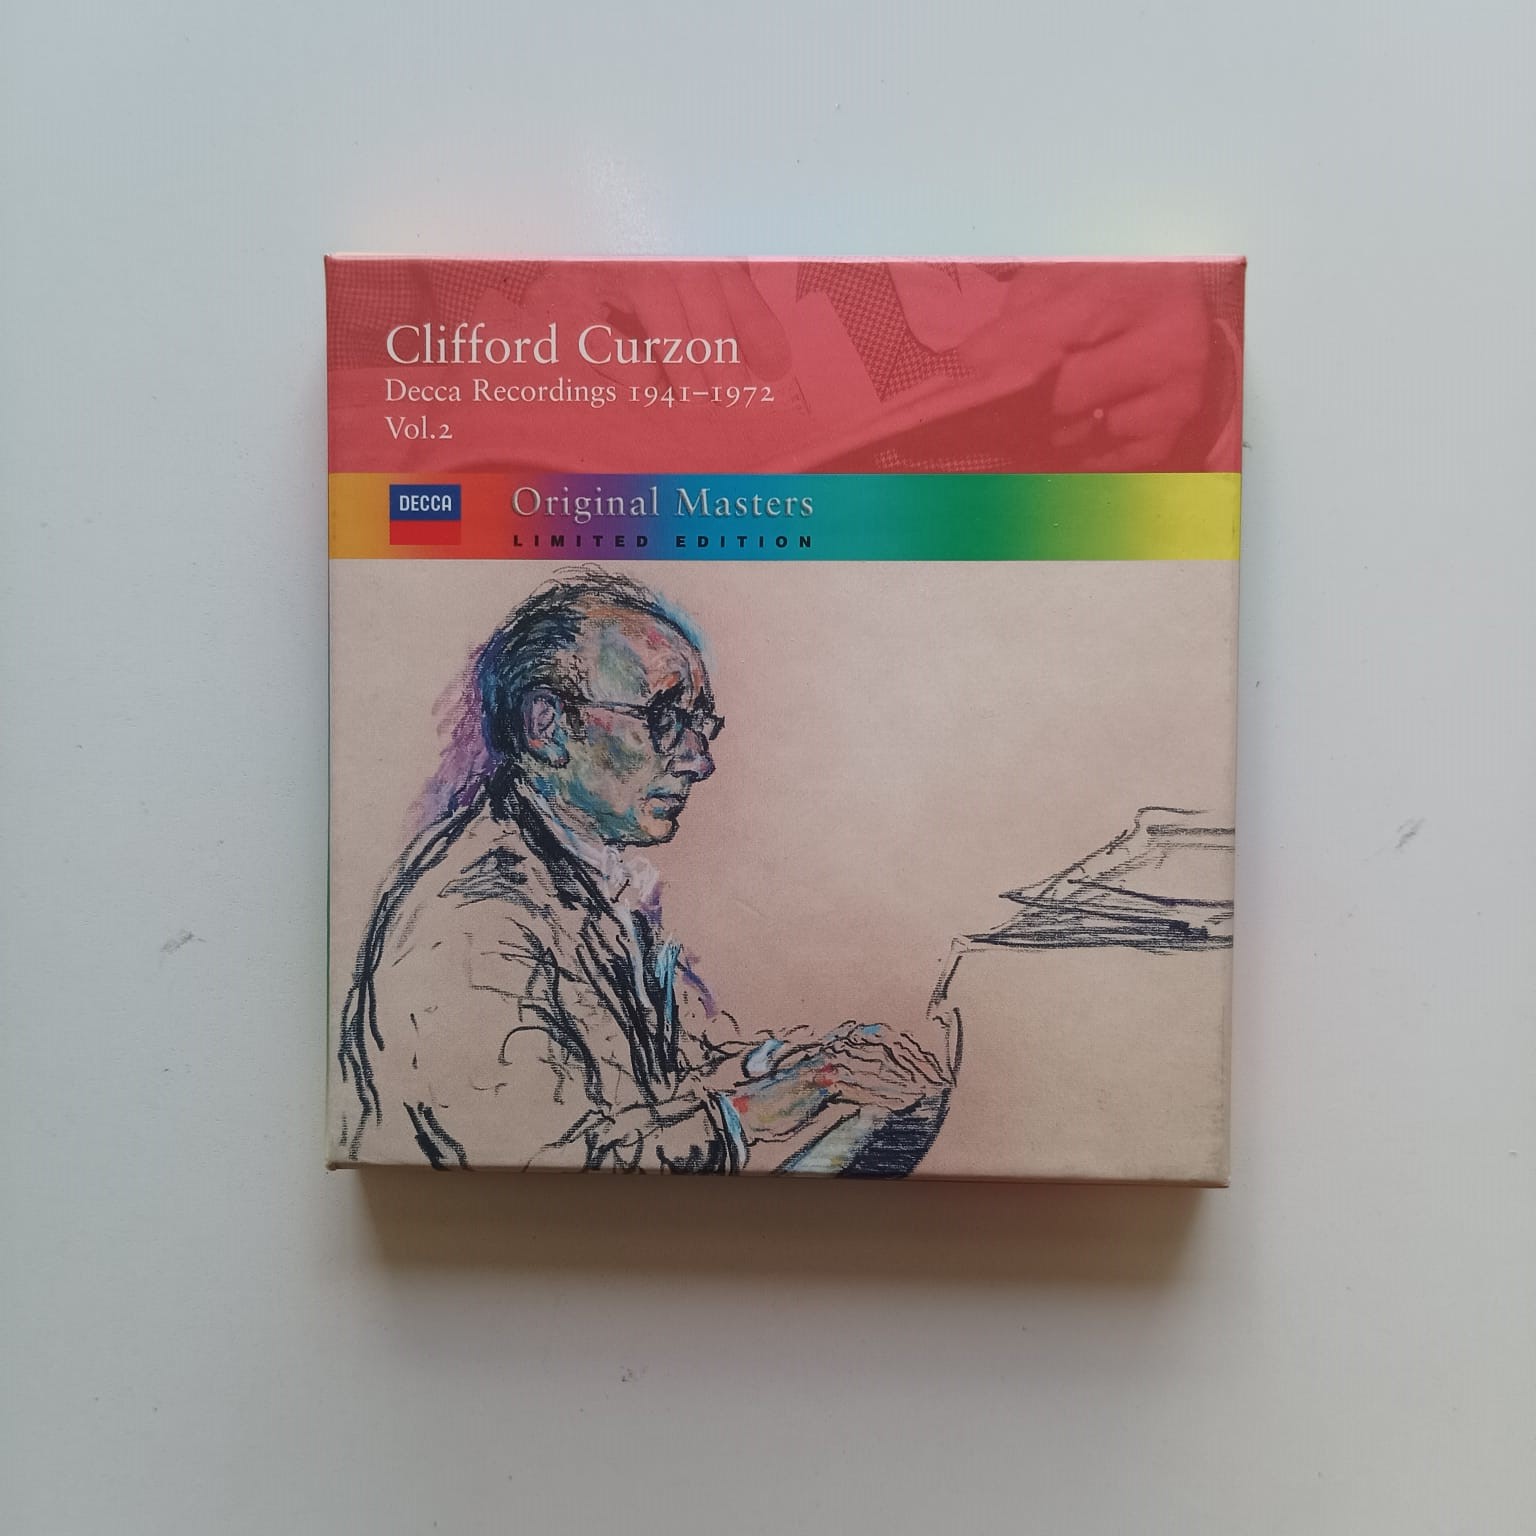 Clifford Curzon
Decca Recordings 1941–1972
Vol.2
DECCA
Original Masters
LIMITED EDITION